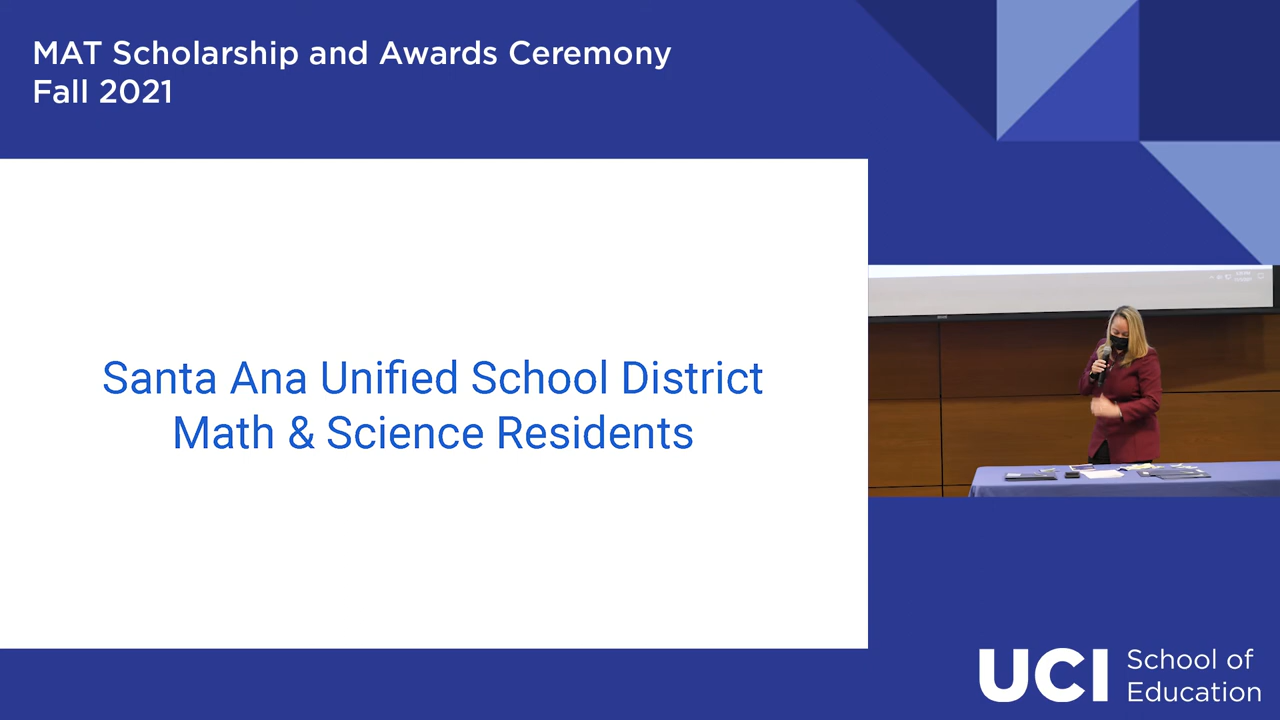 MAT Scholarship and Awards Ceremony
Fall 2021
Santa Ana Unified School District
Math & Science Residents
UCI School of
Education